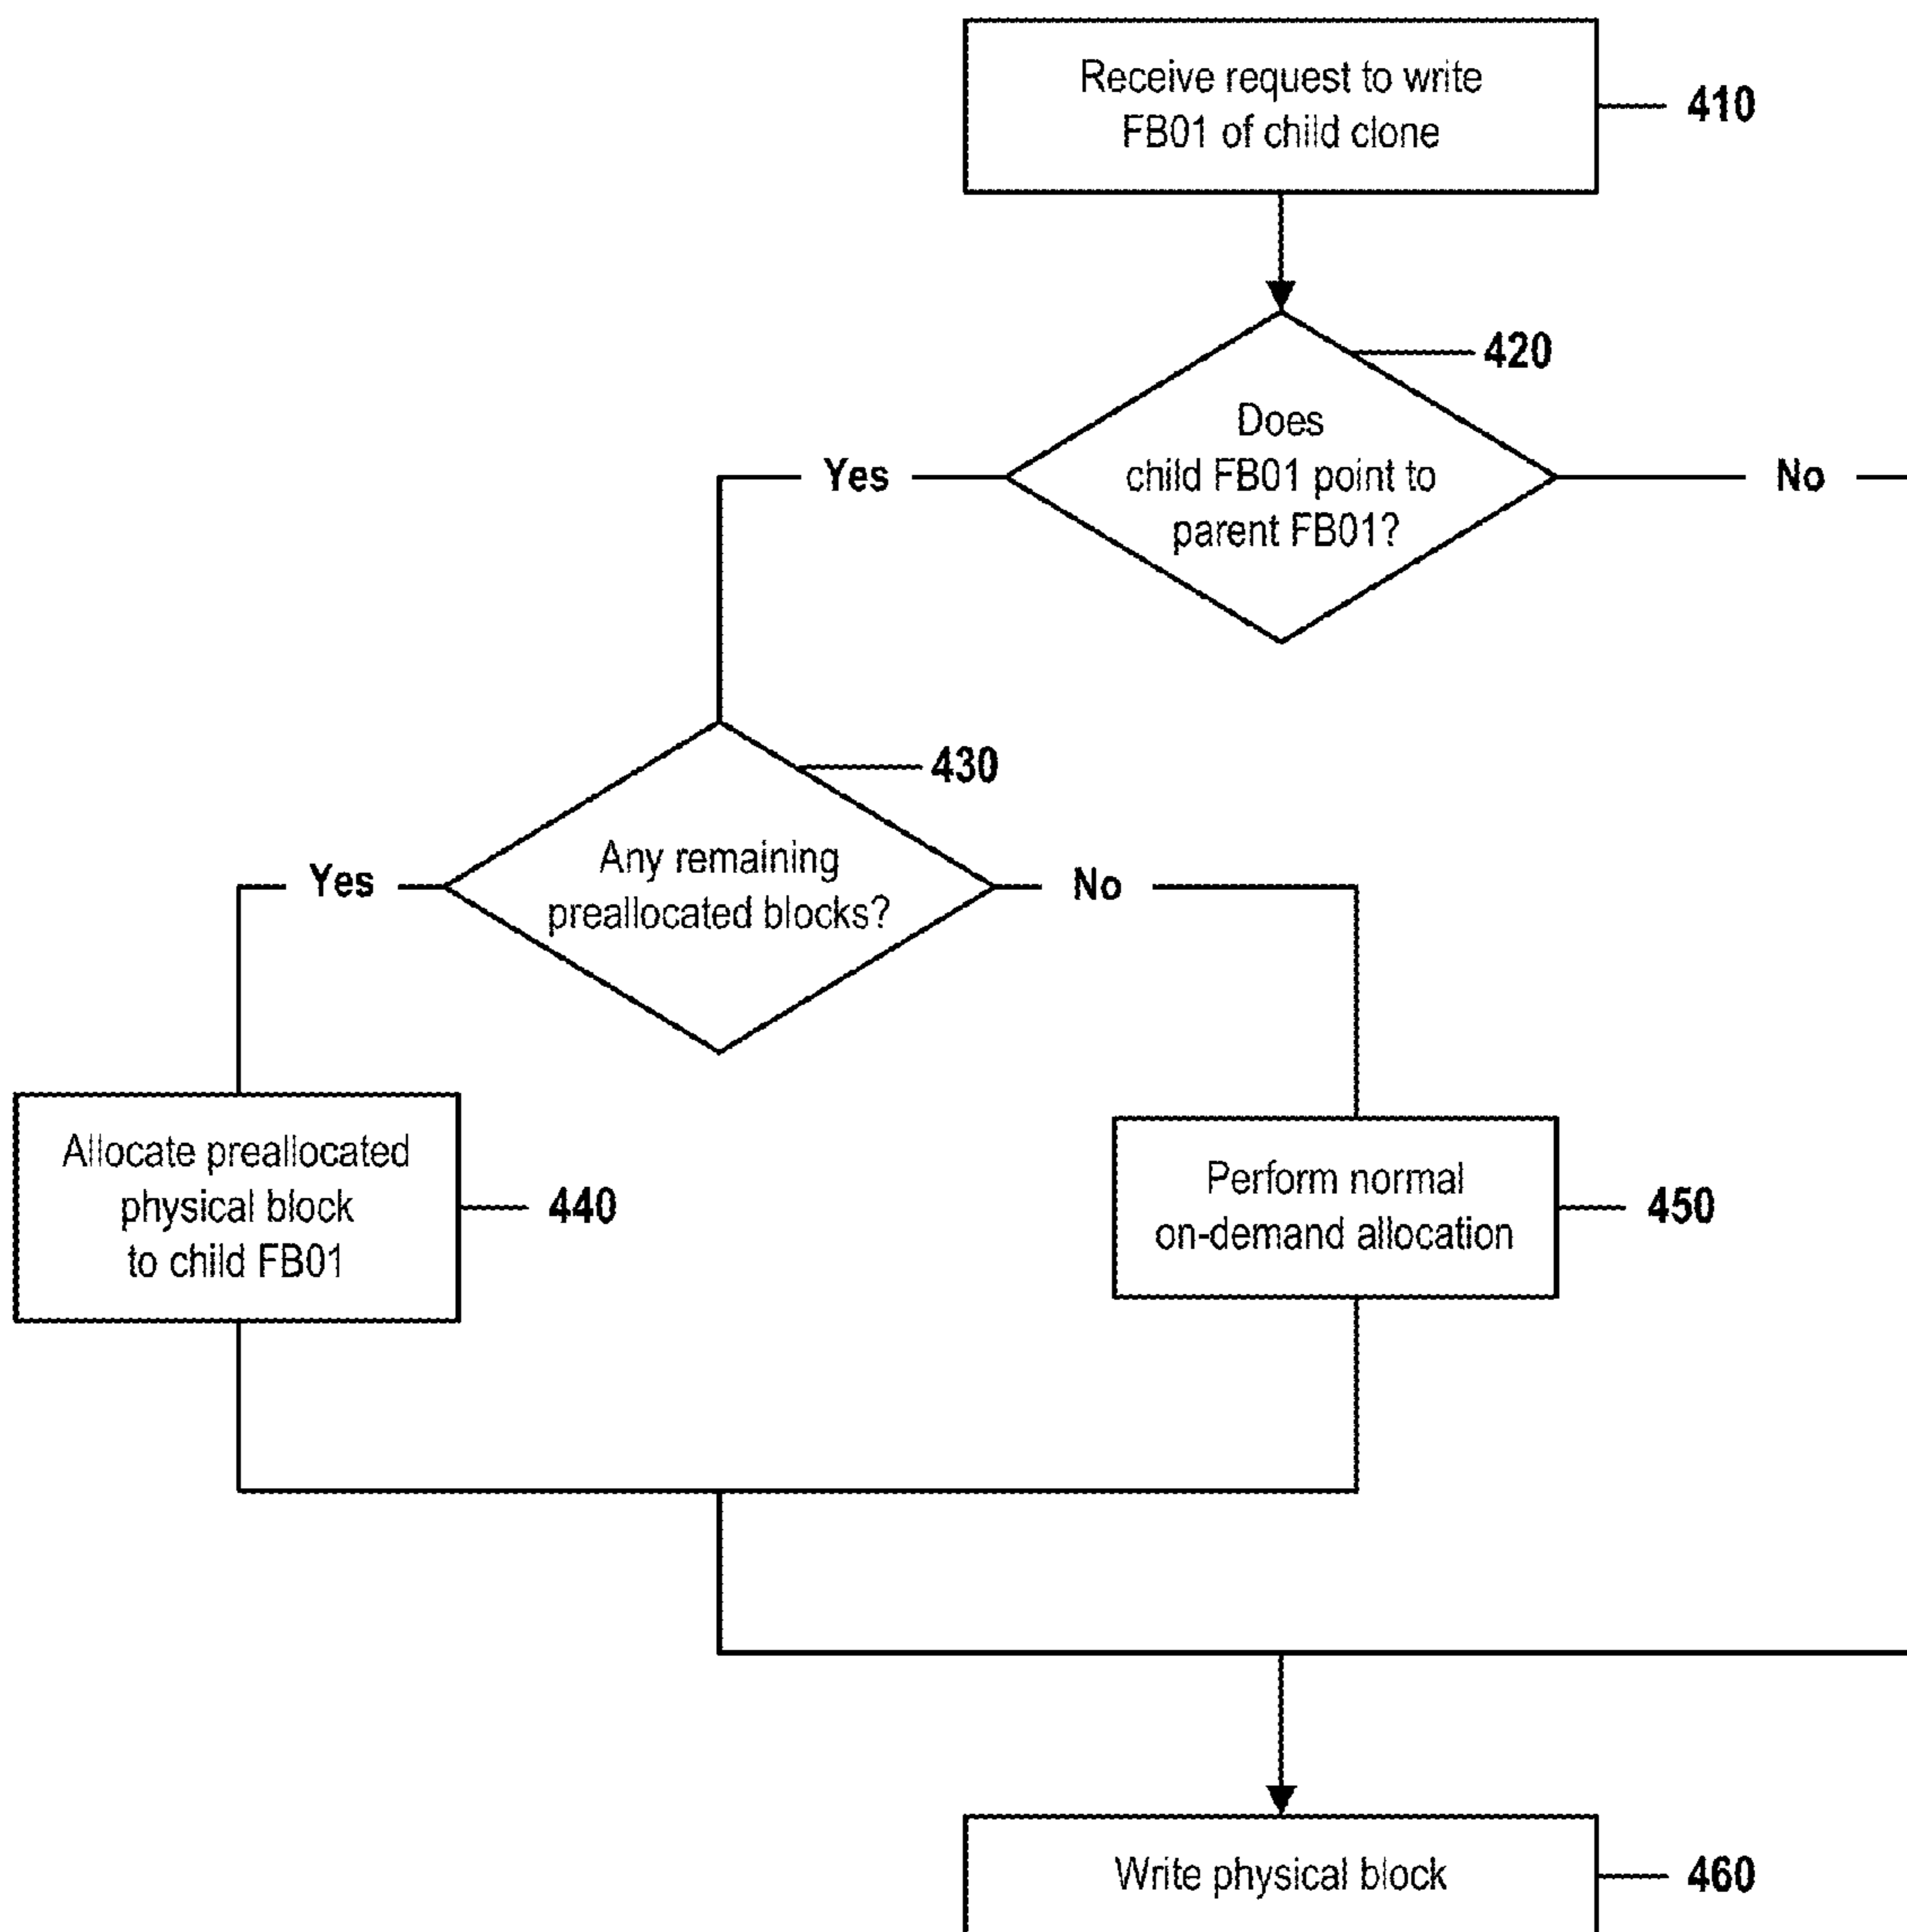 Receive request to write
FB01 of child clone
410
420
Does
child FB01 point to
parent FB01?
Yes
No
430
Any remaining
preallocated blocks?
Yes
No
Allocate preallocated
physical block
to child FB01
440
Perform normal
on-demand allocation
450
Write physical block
460